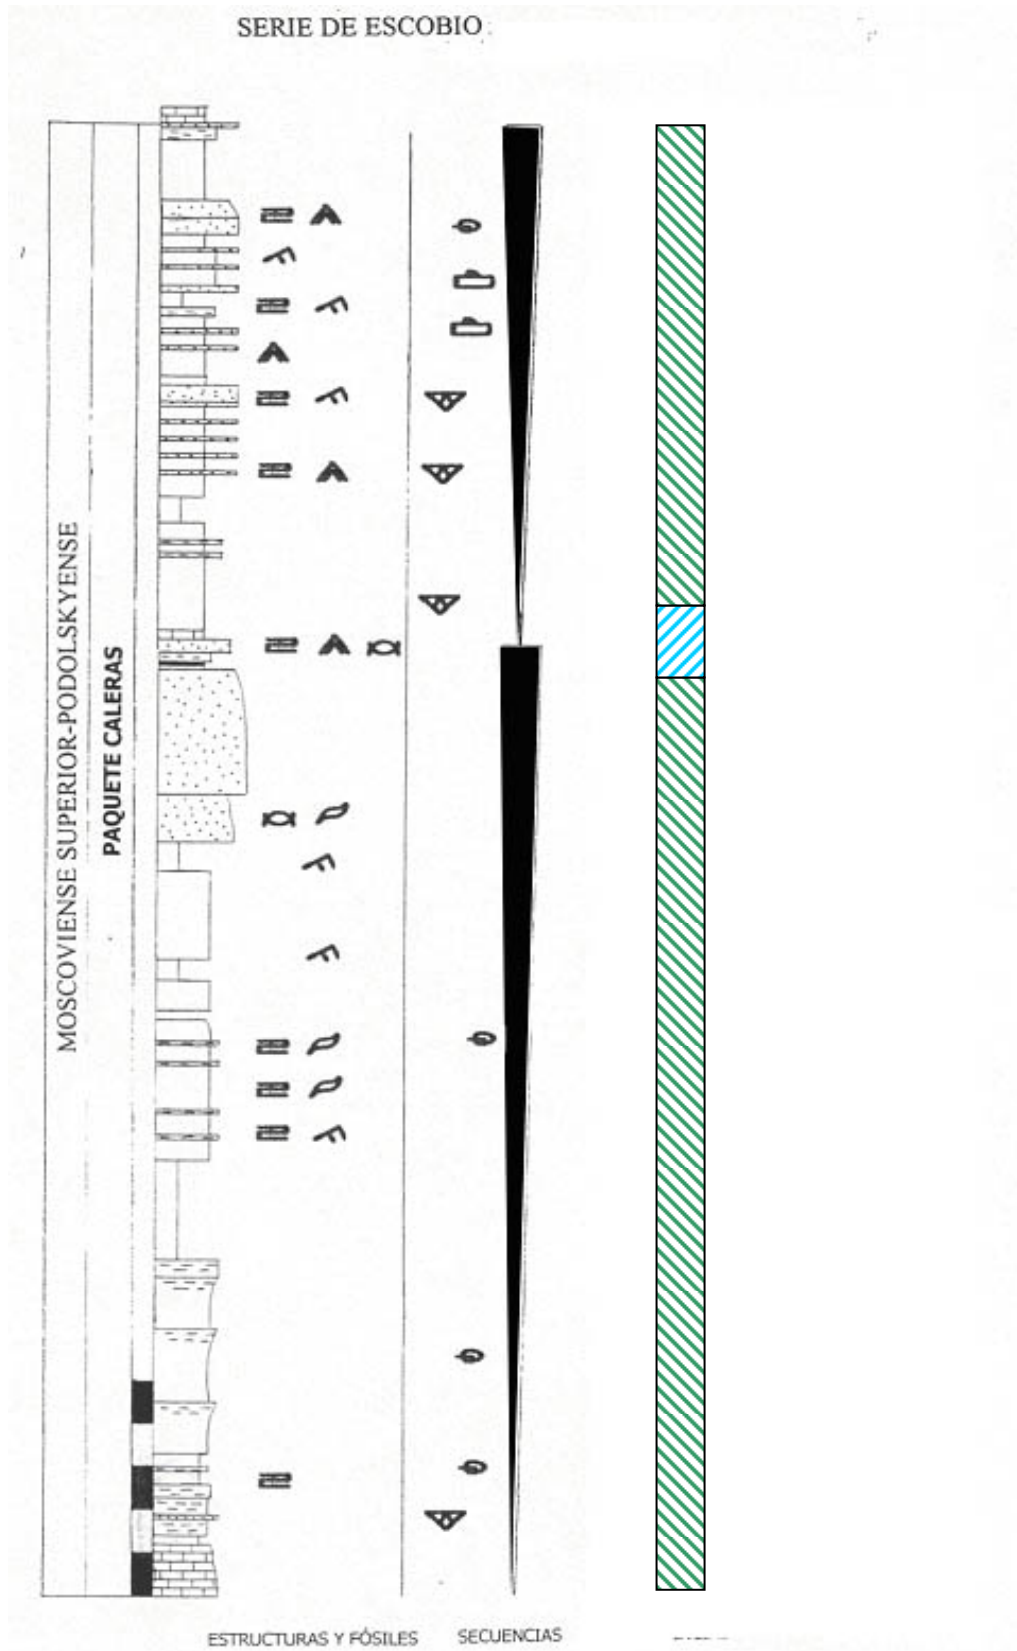 SERIE DE ESCOBIO
MOSCOVIENSE SUPERIOR-PODOLSKYENSE
PAQUETE CALERAS
ESTRUCTURAS Y FÓSILES
SECUENCIAS